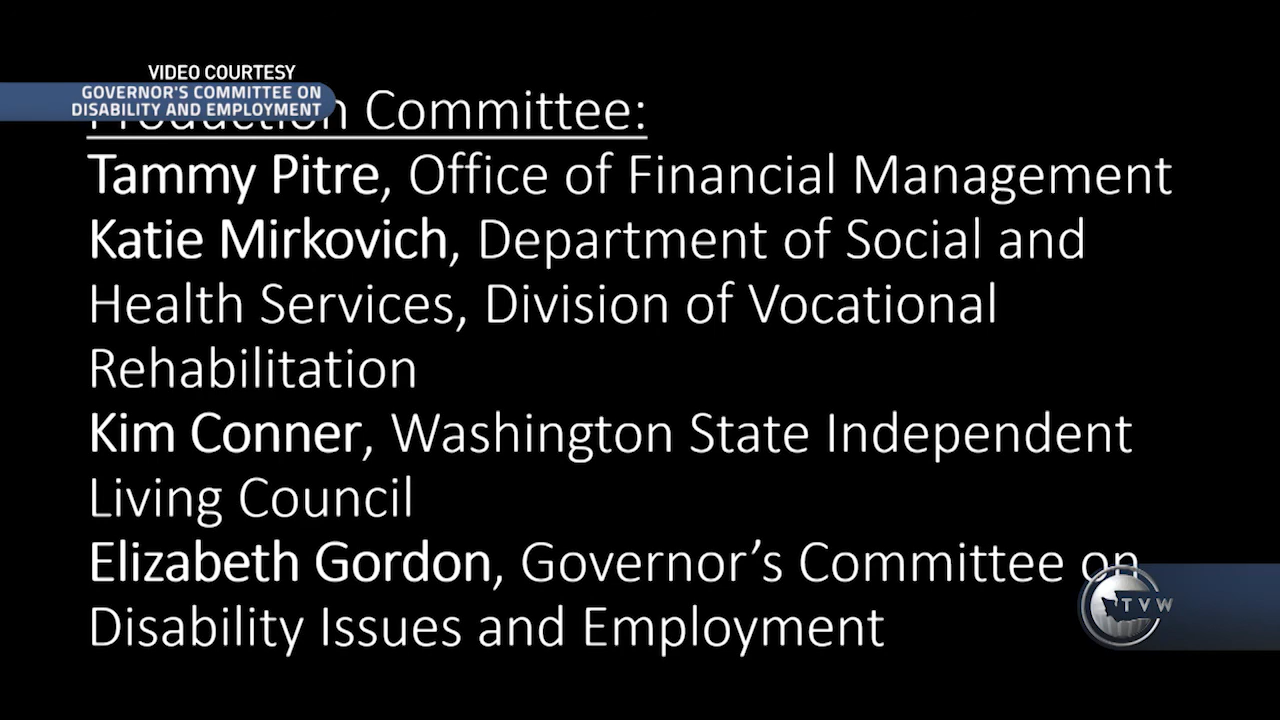 VIDEO COURTESY
GOVERNOR'S COMMITTEE ON
DISABILITY AND EMPLOYMENT
Production Committee:
Tammy Pitre, Office of Financial Management
Katie Mirkovich, Department of Social and
Health Services, Division of Vocational
Rehabilitation
Kim Conner, Washington State Independent
Living Council
Elizabeth Gordon, Governor’s Committee on
Disability Issues and Employment
TVW